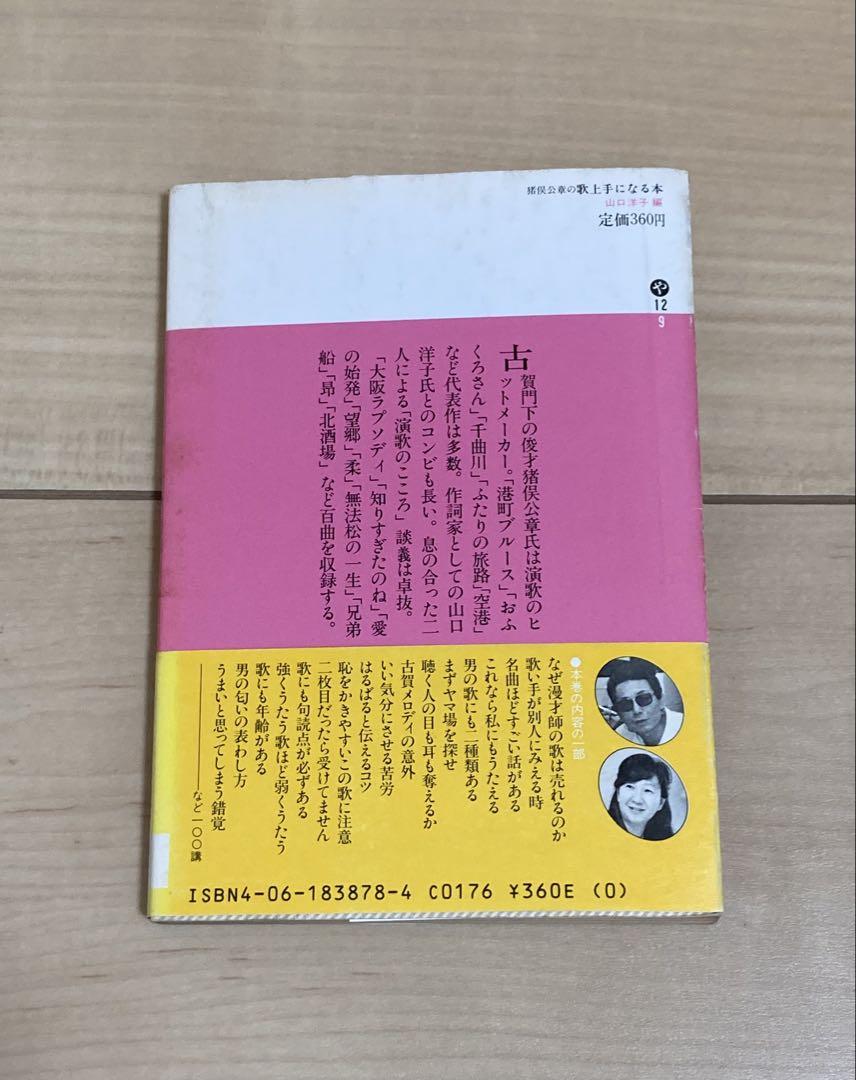 猪俣公章の歌上手になる本
山口洋子 編
定価360円
や
12
9
古賀門下の俊才猪俣公章氏は演歌のヒ
ットメーカー。「港町ブルース」「おふ
くろさん」「千曲川」「ふたりの旅路」「空港」
など代表作は多数。作詞家としての山口
洋子氏とのコンビも長い。息の合った二
人による「演歌のこころ」談義は卓抜。
「大阪ラプソディ」「知りすぎたのね」「愛
の始発」「望郷」「柔」「無法松の一生」「兄弟
船」「昴」「北酒場」など百曲を収録する。
●本巻の内容の一部
なぜ漫才師の歌は売れるのか
歌い手が別人にみえる時
名曲ほどすごい話がある
これなら私にもうたえる
男の歌にも二種類ある
まずヤマ場を探せ
聴く人の目も耳も奪えるか
古賀メロディの意外
いい気分にさせる苦労
はるばると伝えるコツ
恥をかきやすいこの歌に注意
二枚目だったら受けてません
歌にも句読点が必ずある
強くうたう歌ほど弱くうたう
歌にも年齢がある
男の匂いの表わし方
うまいと思ってしまう錯覚
――など一〇〇講
ISBN4-06-183878-4 C0176 ¥360E (0)